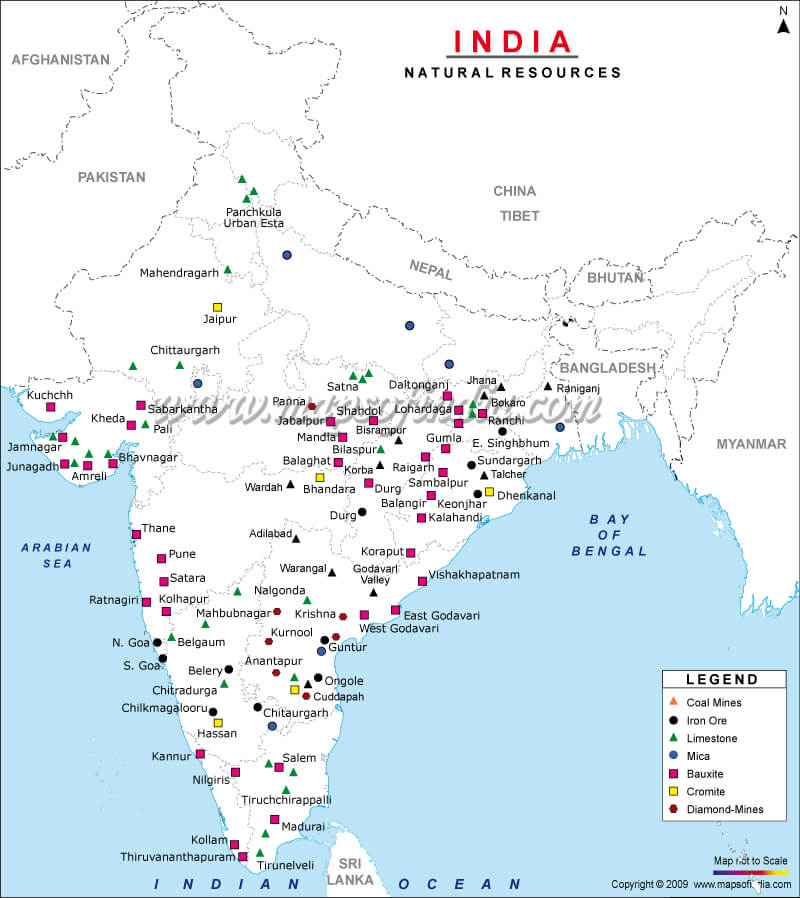 INDIA
NATURAL RESOURCES
N
AFGHANISTAN
PAKISTAN
CHINA
TIBET
Panchkula
Urban Esta
NEPAL
BHUTAN
Mahendragarh
Jaipur
Chittaurgarh
BANGLADESH
Satna
Daltonganj
Jhana
Raniganj
Kuchchh
Sabarkantha
Panna
Shahdol
Lohardaga
Bokaro
www.mapsofindia.com
Kheda
Pali
Jabalpur
Bisrampur
Ranchi
Jamnagar
Mandla
Gumla
E. Singhbhum
MYANMAR
Bilaspur
Junagadh
Bhavnagar
Balaghat
Korba
Raigarh
Sundargarh
Amreli
Talcher
Wardah
Bhandara
Durg
Sambalpur
Dhenkanal
Balangir
Keonjhar
Durg
Kalahandi
Thane
Adilabad
BAY
OF
BENGAL
ARABIAN
SEA
Pune
Koraput
Satara
Warangal
Godavari
Valley
Vishakhapatnam
Ratnagiri
Kolhapur
Nalgonda
Mahbubnagar
Krishna
East Godavari
West Godavari
N. Goa
Belgaum
Kurnool
Guntur
S. Goa
Anantapur
Belery
Ongole
Chitradurga
Cuddapah
Chilkmagalooru
Chitaurgarh
Hassan
Kannur
Salem
Nilgiris
Tiruchchirappalli
Madurai
Kollam
Thiruvananthapuram
Tirunelveli
SRI
LANKA
INDIAN OCEAN
LEGEND
Coal Mines
Iron Ore
Limestone
Mica
Bauxite
Cromite
Diamond-Mines
Map not to Scale
Copyright © 2009 www.mapsofindia.com